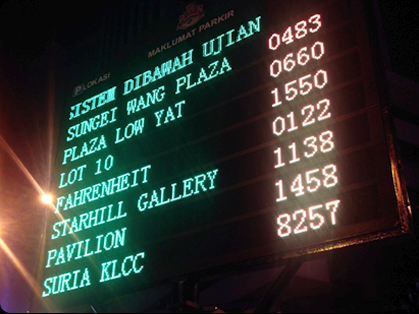 MAKLUMAT PARKIR
P LOKASI
SISTEM DIBAWAH UJIAN
SUNGEI WANG PLAZA 0483
PLAZA LOW YAT 0660
LOT 10 1550
FAHRENHEIT 0122
STARHILL GALLERY 1138
PAVILION 1458
SURIA KLCC 8257